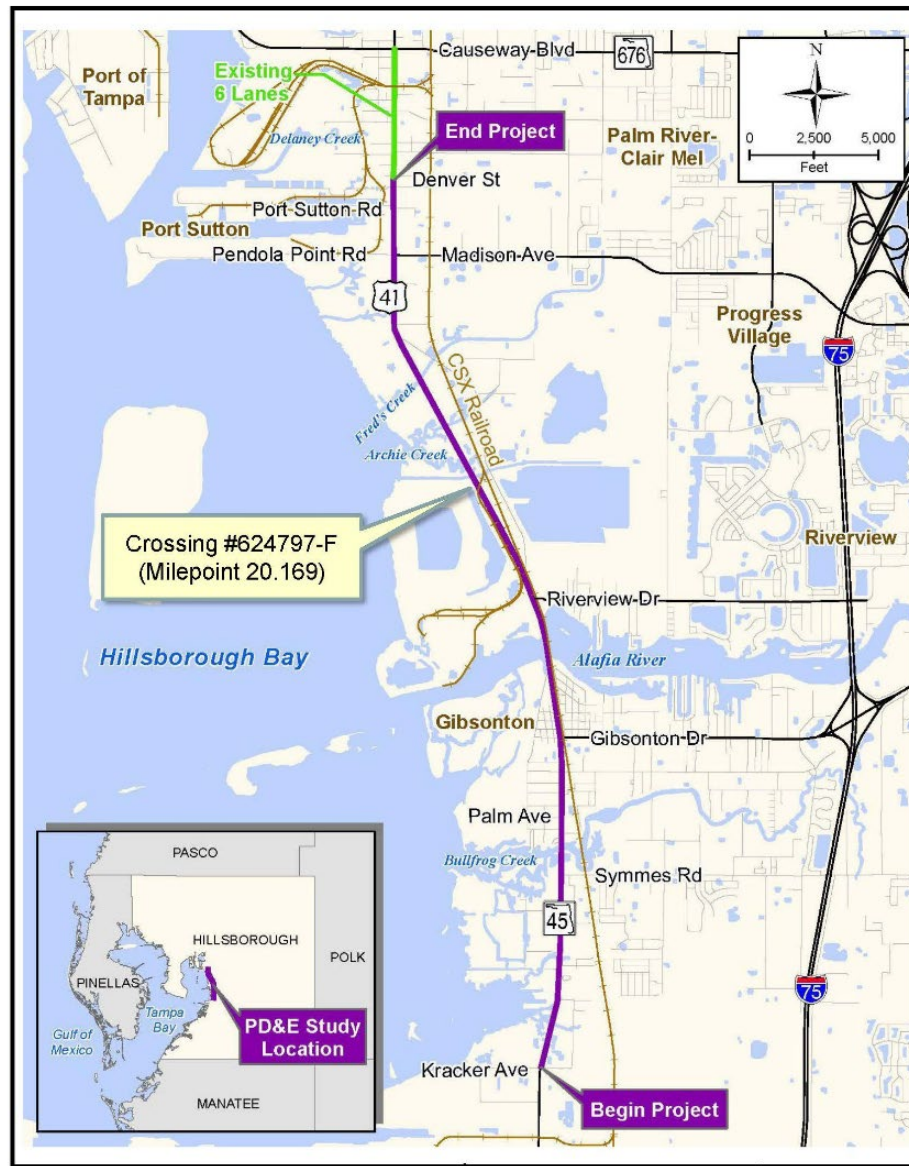 Causeway Blvd
676
N
0 2,500 5,000
Feet
Port of
Tampa
Existing
6 Lanes
Delaney Creek
End Project
Palm River-
Clair Mel
Denver St
Port Sutton Rd
Port Sutton
Pendola Point Rd
Madison Ave
41
Progress
Village
75
CSX Railroad
Fred's Creek
Archie Creek
Crossing #624797-F
(Milepoint 20.169)
Riverview
Riverview Dr
Hillsborough Bay
Alafia River
Gibsonton
Gibsonton Dr
Palm Ave
Bullfrog Creek
Symmes Rd
45
75
Kracker Ave
Begin Project
PASCO
HILLSBOROUGH
POLK
PINELLAS
Tampa
Bay
Gulf of
Mexico
PD&E Study
Location
MANATEE